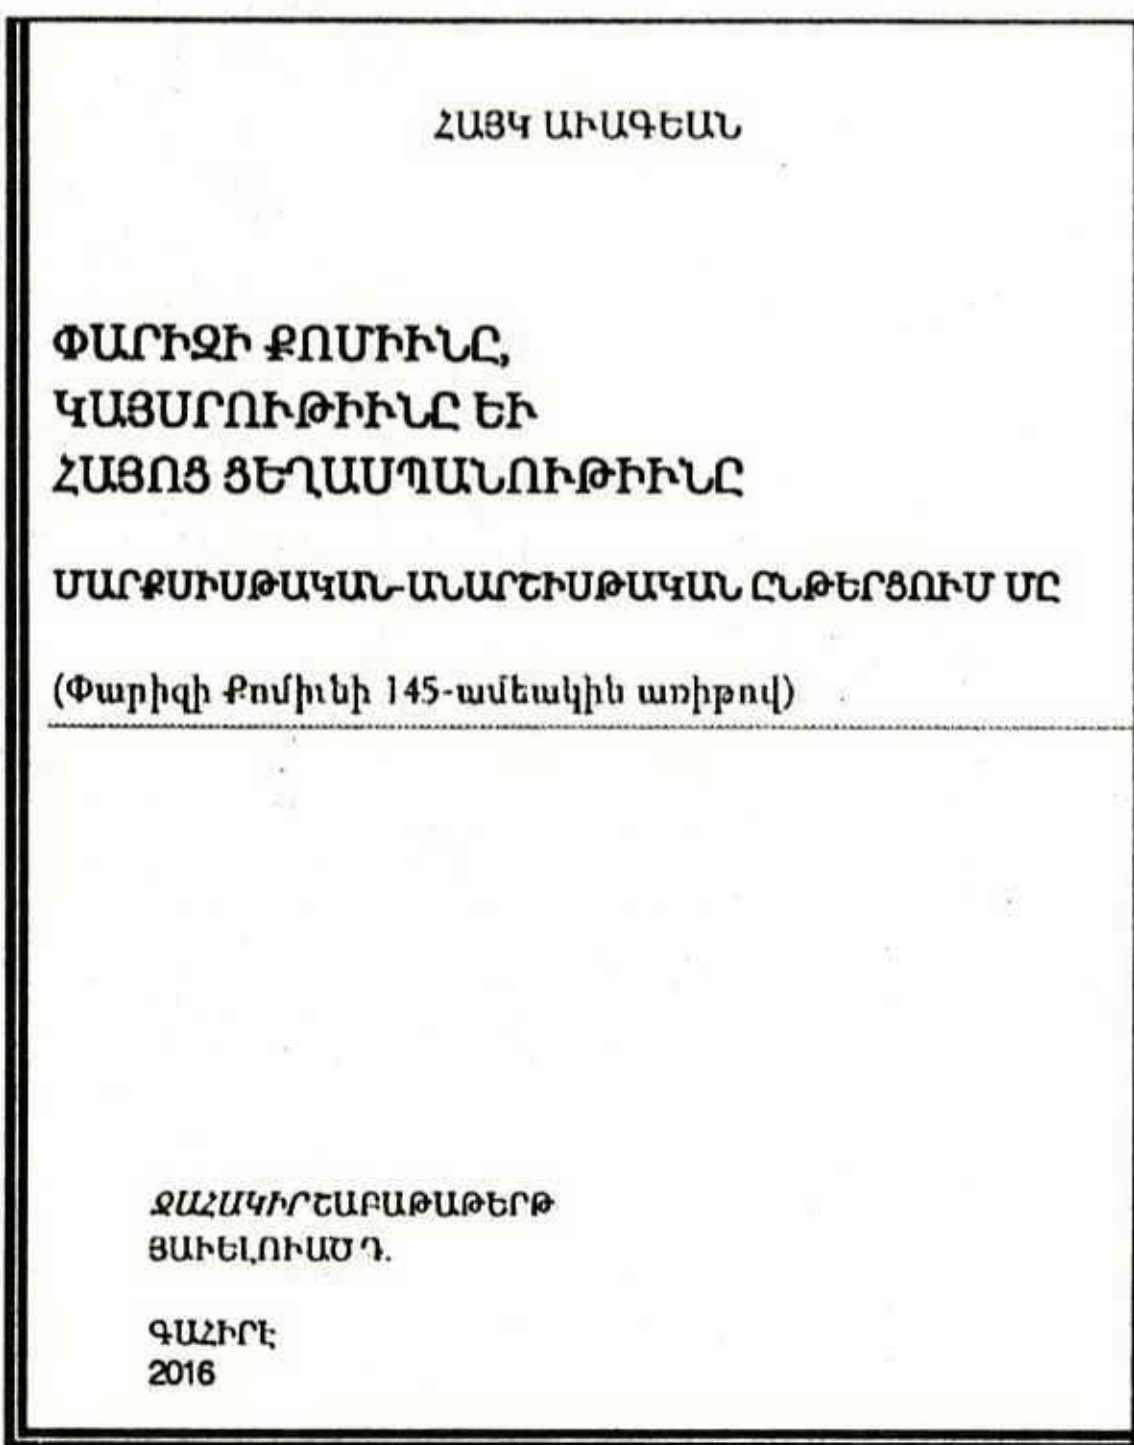 ՀԱՅԿ ԱՒԱԳԵԱՆ
ՓԱՐԻԶԻ ՔՈՄԻՒՆԸ,
ԿԱՅՍՐՈՒԹԻՒՆԸ ԵՒ
ՀԱՅՈՑ ՑԵՂԱՍՊԱՆՈՒԹԻՒՆԸ
ՄԱՐՔՍԻՍԹԱԿԱՆ-ԱՆԱՐՇԻՍԹԱԿԱՆ ԸՆԹԵՐՑՈՒՄ ՄԸ
(Փարիզի Քոմիւնի 145-ամեակին առիթով)
ՋԱՀԱԿԻՐ ՇԱԲԱԹԱԹԵՐԹ
ՅԱՒԵԼՈՒԱԾ Դ.
ԳԱՀԻՐԷ
2016